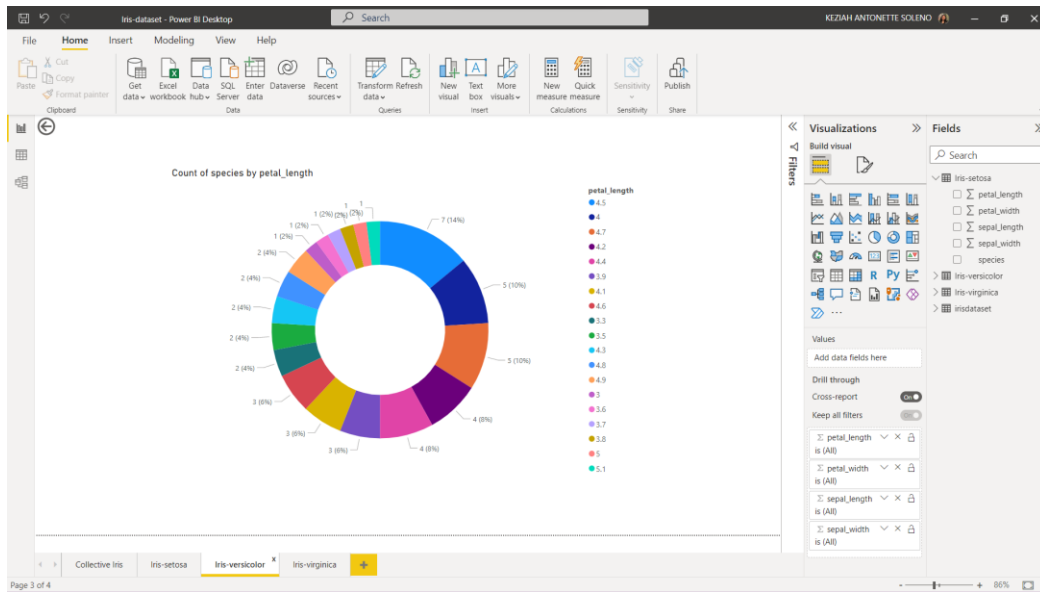 Iris-dataset - Power BI Desktop
Search
KEZIAH ANTONETTE SOLENO
File Home Insert Modeling View Help
Paste
Cut
Copy
Format painter
Clipboard
Get data
Excel workbook
Data hub
SQL Server
Enter data
Dataverse
Recent sources
Data
Transform data
Refresh
Queries
New visual
Text box
More visuals
Insert
New measure
Quick measure
Calculations
Sensitivity
Sensitivity
Publish
Share
Count of species by petal_length
7 (14%)
5 (10%)
5 (10%)
4 (8%)
4 (8%)
3 (6%)
3 (6%)
3 (6%)
2 (4%)
2 (4%)
2 (4%)
2 (4%)
2 (4%)
1 (2%)
1 (2%)
1 (2%)
1 (2%)
1 (2%)
1
petal_length
4.5
4
4.7
4.2
4.4
3.9
4.1
4.6
3.3
3.5
4.3
4.8
4.9
3
3.6
3.7
3.8
5
5.1
Filters
Visualizations
Build visual
R Py
Values
Add data fields here
Drill through
Cross-report
On
Keep all filters
On
petal_length
is (All)
petal_width
is (All)
sepal_length
is (All)
sepal_width
is (All)
Fields
Search
Iris-setosa
petal_length
petal_width
sepal_length
sepal_width
species
Iris-versicolor
Iris-virginica
irisdataset
Collective Iris
Iris-setosa
Iris-versicolor x
Iris-virginica
+
Page 3 of 4
- + 86%